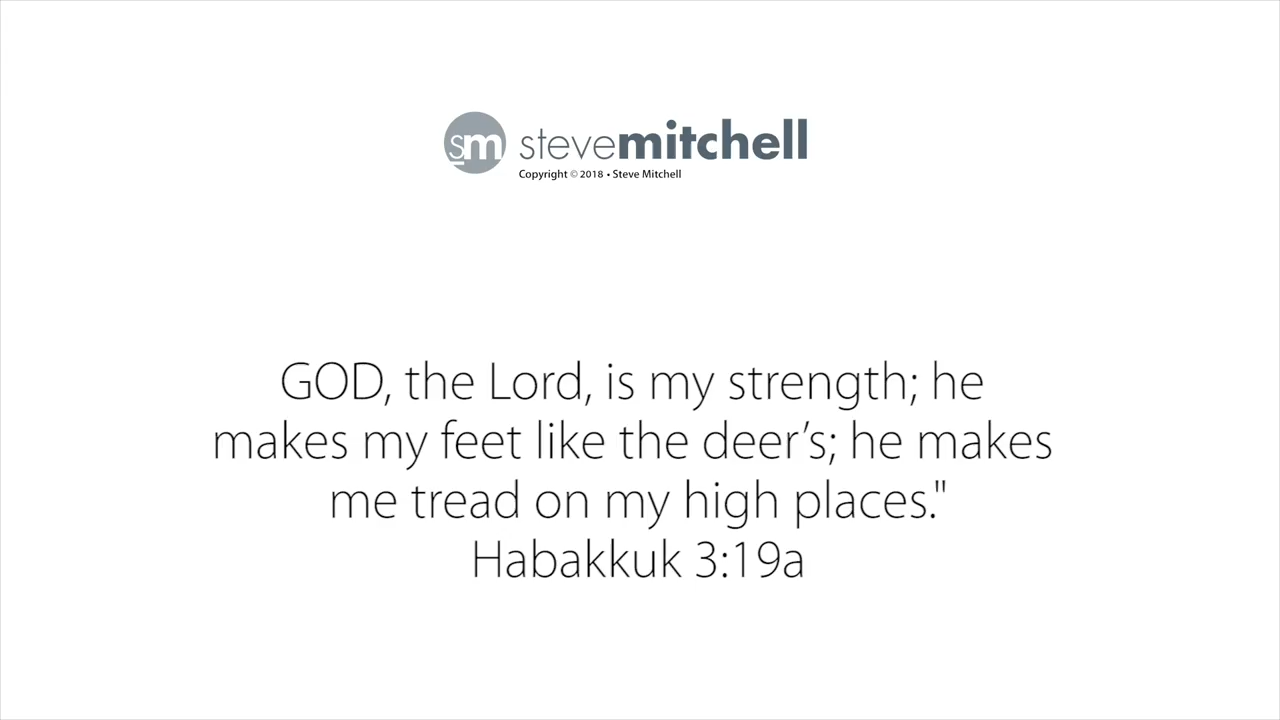 sm stevemitchell
Copyright © 2018 • Steve Mitchell
GOD, the Lord, is my strength; he
makes my feet like the deer’s; he makes
me tread on my high places."
Habakkuk 3:19a